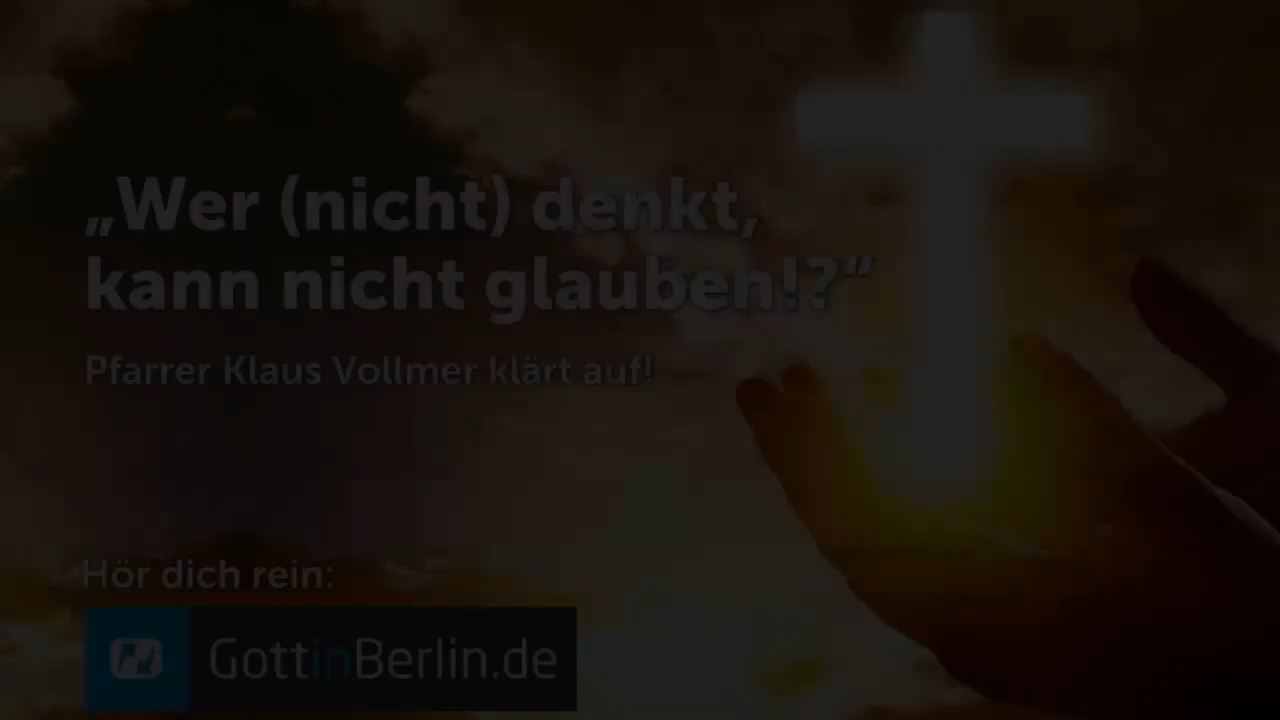 „Wer (nicht) denkt,
kann nicht glauben!?“
Pfarrer Klaus Vollmer klärt auf!
Hör dich rein:
GottinBerlin.de